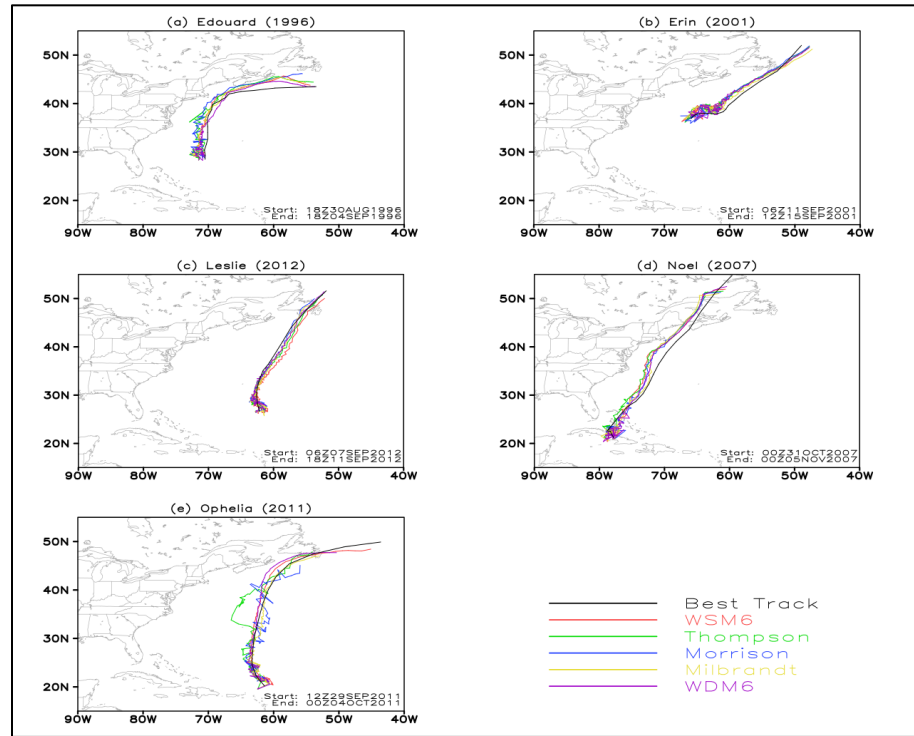 (a) Edouard (1996)
50N
40N
30N
20N
Start: 18Z30AUG1996
End: 18Z04SEP1996
90W 80W 70W 60W 50W 40W
(b) Erin (2001)
50N
40N
30N
20N
Start: 06Z11SEP2001
End: 12Z15SEP2001
90W 80W 70W 60W 50W 40W
(c) Leslie (2012)
50N
40N
30N
20N
Start: 06Z07SEP2012
End: 18Z11SEP2012
90W 80W 70W 60W 50W 40W
(d) Noel (2007)
50N
40N
30N
20N
Start: 00Z31OCT2007
End: 00Z05NOV2007
90W 80W 70W 60W 50W 40W
(e) Ophelia (2011)
50N
40N
30N
20N
Start: 12Z29SEP2011
End: 00Z04OCT2011
90W 80W 70W 60W 50W 40W
Best Track
WSM6
Thompson
Morrison
Milbrandt
WDM6